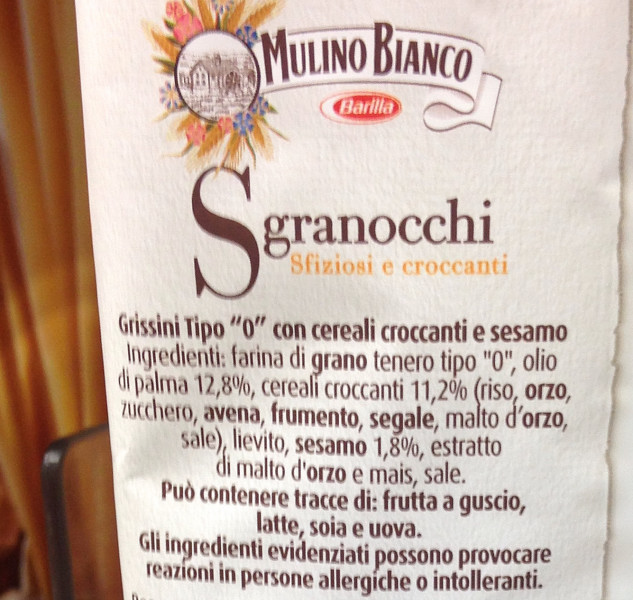 MULINO BIANCO
Barilla
Sgranocchi
Sfiziosi e croccanti
Grissini Tipo "0" con cereali croccanti e sesamo
Ingredienti: farina di grano tenero tipo "0", olio
di palma 12,8%, cereali croccanti 11,2% (riso, orzo,
zucchero, avena, frumento, segale, malto d'orzo,
sale), lievito, sesamo 1,8%, estratto
di malto d'orzo e mais, sale.
Può contenere tracce di: frutta a guscio,
latte, soia e uova.
Gli ingredienti evidenziati possono provocare
reazioni in persone allergiche o intolleranti.